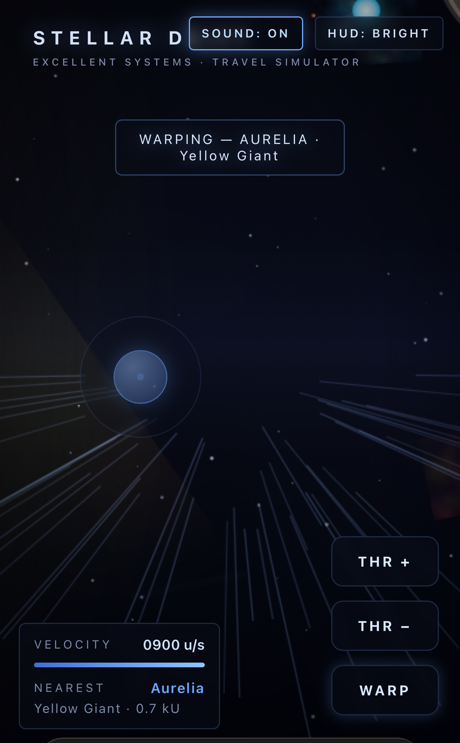 STELLAR D
SOUND: ON
HUD: BRIGHT
EXCELLENT SYSTEMS · TRAVEL SIMULATOR
WARPING — AURELIA ·
Yellow Giant
THR +
THR –
WARP
VELOCITY 0900 u/s
NEAREST Aurelia
Yellow Giant · 0.7 kU